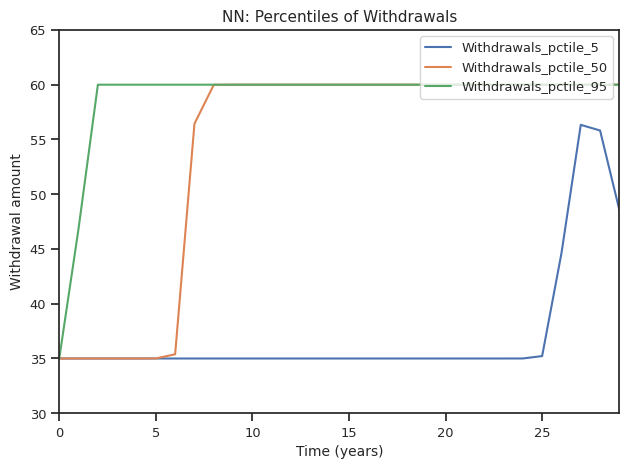 NN: Percentiles of Withdrawals
65
60
55
50
45
40
35
30
Withdrawal amount
Withdrawals_pctile_5
Withdrawals_pctile_50
Withdrawals_pctile_95
0 5 10 15 20 25
Time (years)